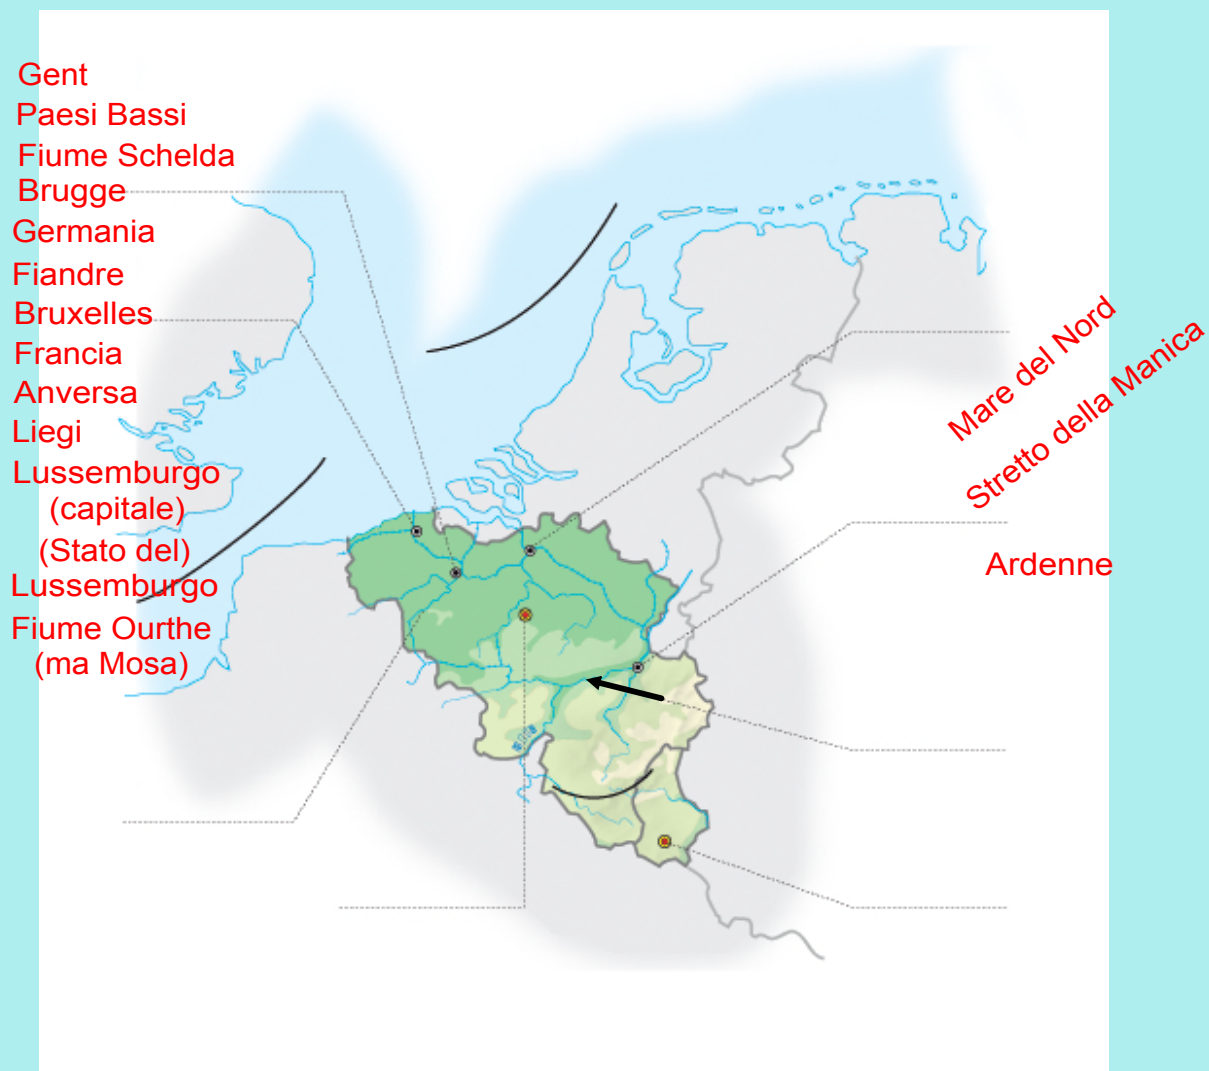 Gent
Paesi Bassi
Fiume Schelda
Brugge
Germania
Fiandre
Bruxelles
Francia
Anversa
Liegi
Lussemburgo
(capitale)
(Stato del)
Lussemburgo
Fiume Ourthe
(ma Mosa)
Mare del Nord
Stretto della Manica
Ardenne